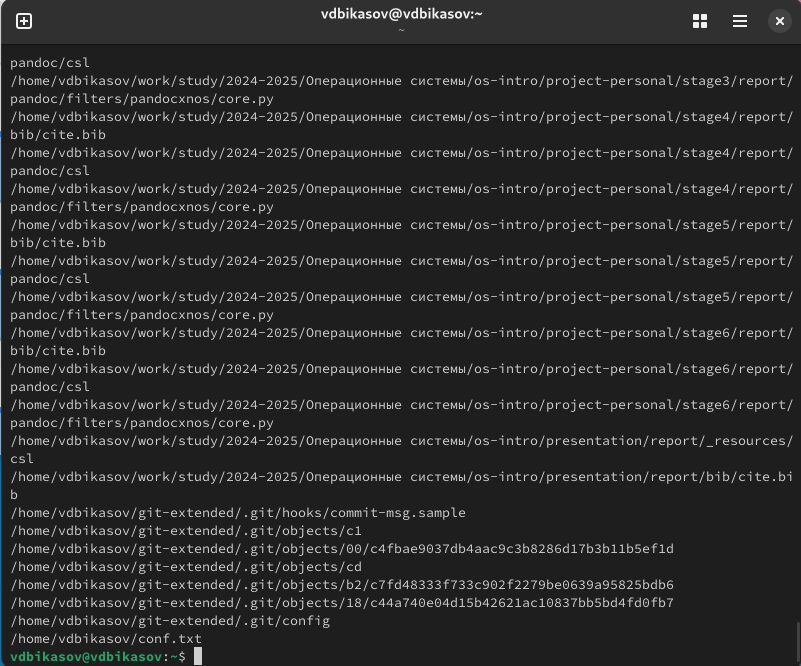 vdbikasov@vdbikasov:~
~
pandoc/csl
/home/vdbikasov/work/study/2024-2025/Операционные системы/os-intro/project-personal/stage3/report/
pandoc/filters/pandocxnos/core.py
/home/vdbikasov/work/study/2024-2025/Операционные системы/os-intro/project-personal/stage4/report/
bib/cite.bib
/home/vdbikasov/work/study/2024-2025/Операционные системы/os-intro/project-personal/stage4/report/
pandoc/csl
/home/vdbikasov/work/study/2024-2025/Операционные системы/os-intro/project-personal/stage4/report/
pandoc/filters/pandocxnos/core.py
/home/vdbikasov/work/study/2024-2025/Операционные системы/os-intro/project-personal/stage5/report/
bib/cite.bib
/home/vdbikasov/work/study/2024-2025/Операционные системы/os-intro/project-personal/stage5/report/
pandoc/csl
/home/vdbikasov/work/study/2024-2025/Операционные системы/os-intro/project-personal/stage5/report/
pandoc/filters/pandocxnos/core.py
/home/vdbikasov/work/study/2024-2025/Операционные системы/os-intro/project-personal/stage6/report/
bib/cite.bib
/home/vdbikasov/work/study/2024-2025/Операционные системы/os-intro/project-personal/stage6/report/
pandoc/csl
/home/vdbikasov/work/study/2024-2025/Операционные системы/os-intro/project-personal/stage6/report/
pandoc/filters/pandocxnos/core.py
/home/vdbikasov/work/study/2024-2025/Операционные системы/os-intro/presentation/report/_resources/
csl
/home/vdbikasov/work/study/2024-2025/Операционные системы/os-intro/presentation/report/bib/cite.bi
b
/home/vdbikasov/git-extended/.git/hooks/commit-msg.sample
/home/vdbikasov/git-extended/.git/objects/c1
/home/vdbikasov/git-extended/.git/objects/00/c4fbae9037db4aac9c3b8286d17b3b11b5ef1d
/home/vdbikasov/git-extended/.git/objects/cd
/home/vdbikasov/git-extended/.git/objects/b2/c7fd48333f733c902f2279be0639a95825bdb6
/home/vdbikasov/git-extended/.git/objects/18/c44a740e04d15b42621ac10837bb5bd4fd0fb7
/home/vdbikasov/git-extended/.git/config
/home/vdbikasov/conf.txt
vdbikasov@vdbikasov:~$